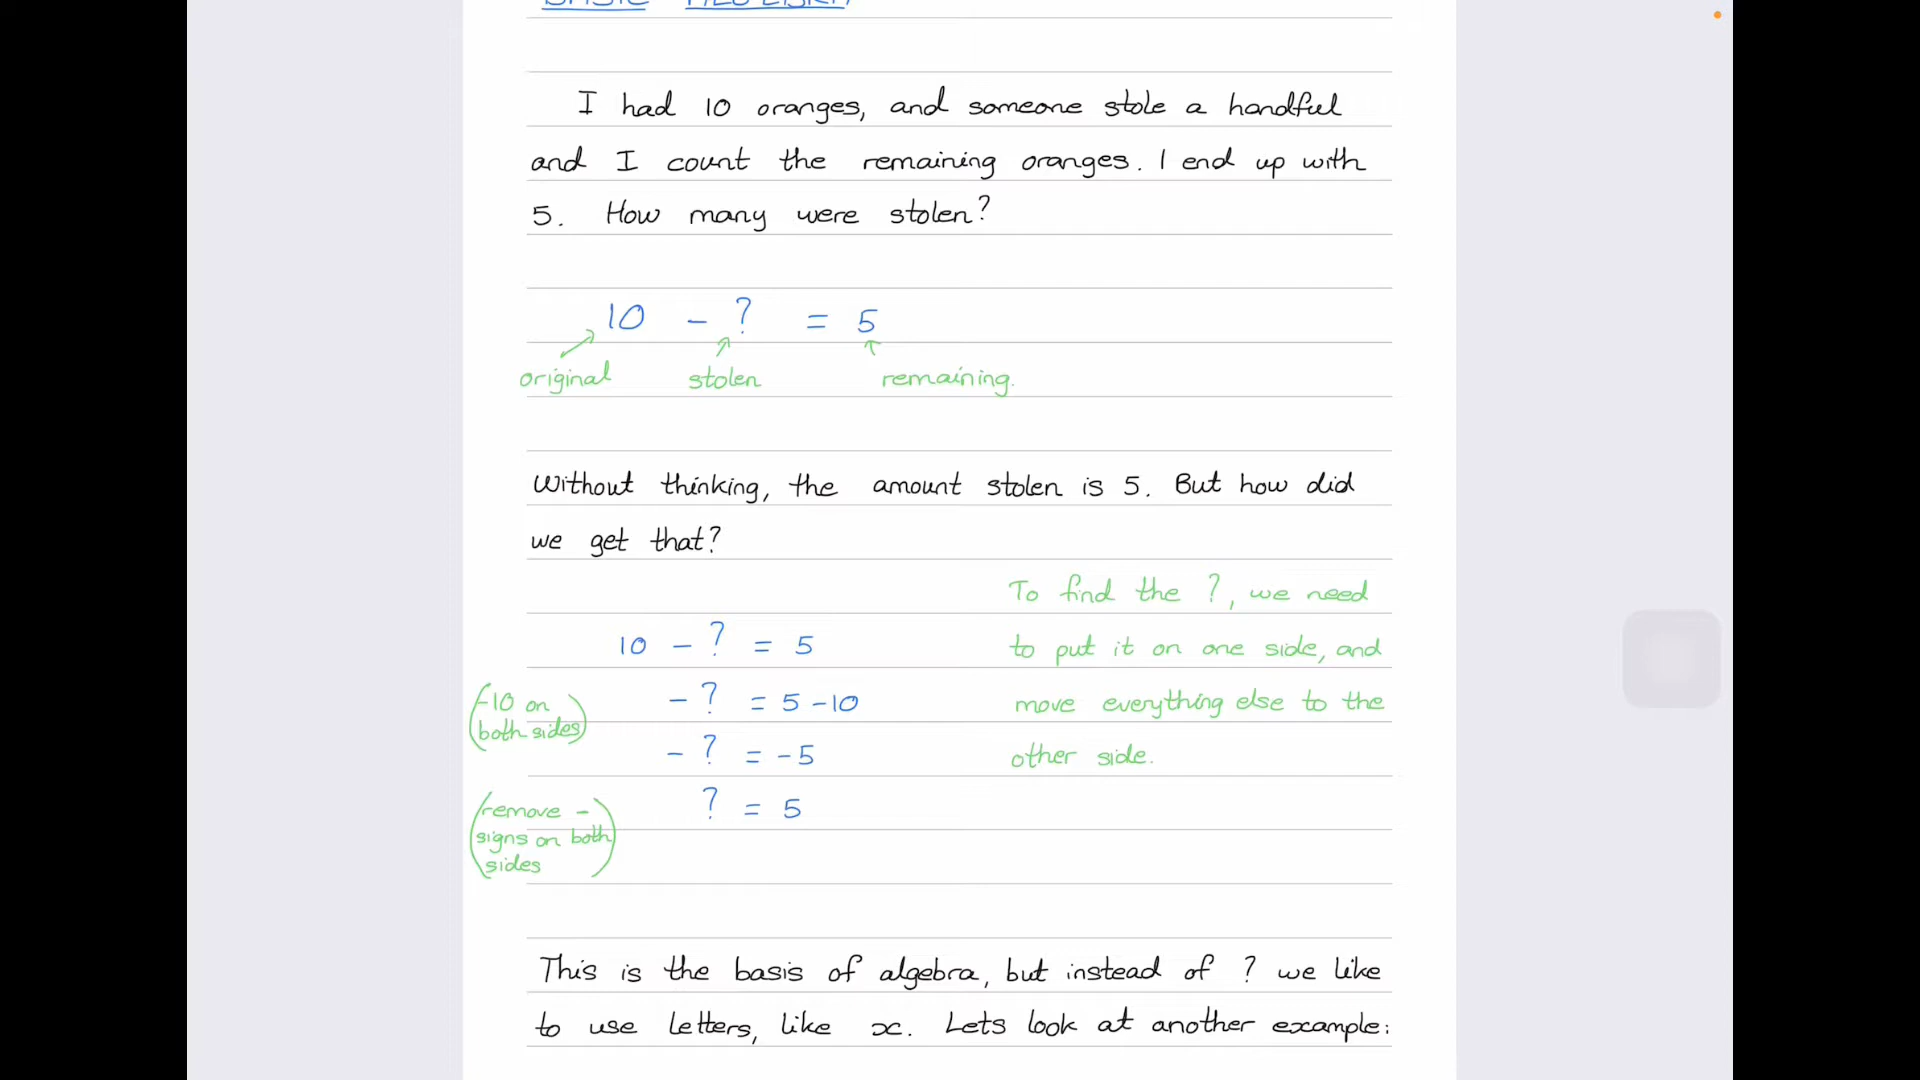 BASIC ALGEBRA
I had 10 oranges, and someone stole a handful
and I count the remaining oranges. I end up with
5. How many were stolen?
10 - ? = 5
original stolen remaining.
Without thinking, the amount stolen is 5. But how did
we get that?
To find the ?, we need
10 - ? = 5 to put it on one side, and
(-10 on both sides) - ? = 5 - 10 move everything else to the
- ? = -5 other side.
(remove - ? = 5
signs on both
sides)
This is the basis of algebra, but instead of ? we like
to use letters, like x. Lets look at another example: